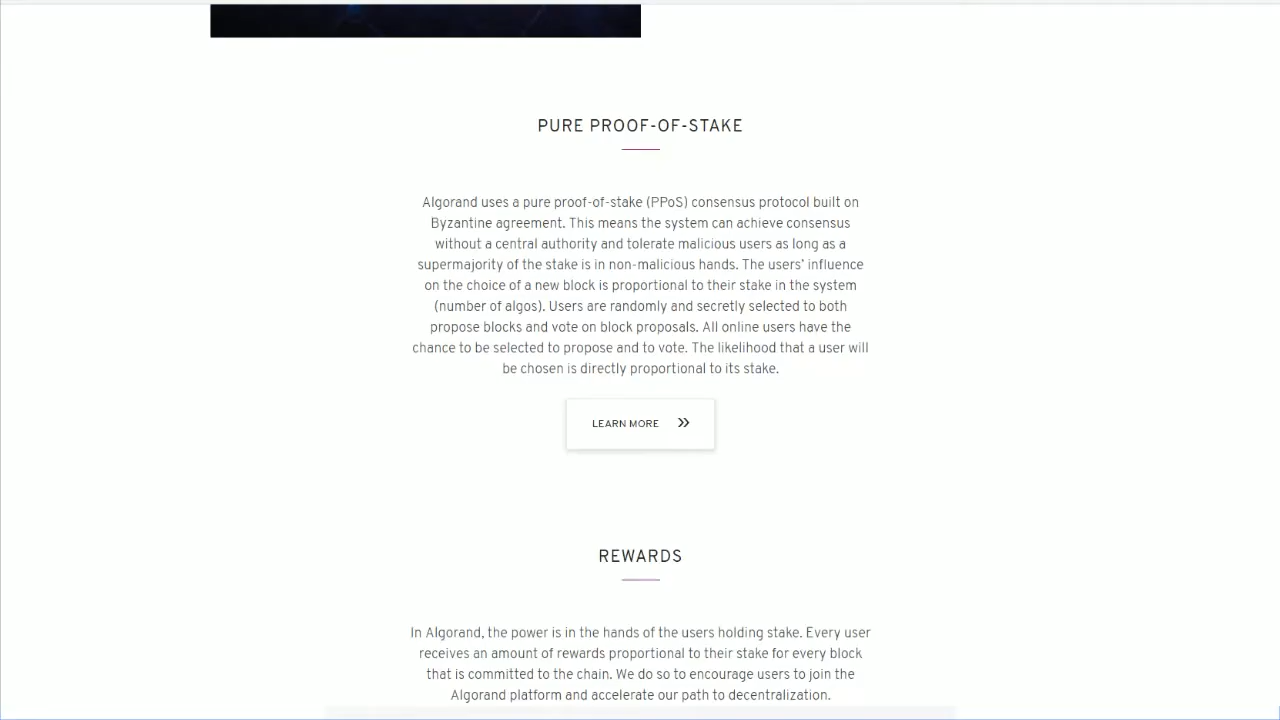 PURE PROOF-OF-STAKE
Algorand uses a pure proof-of-stake (PPoS) consensus protocol built on
Byzantine agreement. This means the system can achieve consensus
without a central authority and tolerate malicious users as long as a
supermajority of the stake is in non-malicious hands. The users' influence
on the choice of a new block is proportional to their stake in the system
(number of algos). Users are randomly and secretly selected to both
propose blocks and vote on block proposals. All online users have the
chance to be selected to propose and to vote. The likelihood that a user will
be chosen is directly proportional to its stake.
LEARN MORE »
REWARDS
In Algorand, the power is in the hands of the users holding stake. Every user
receives an amount of rewards proportional to their stake for every block
that is committed to the chain. We do so to encourage users to join the
Algorand platform and accelerate our path to decentralization.